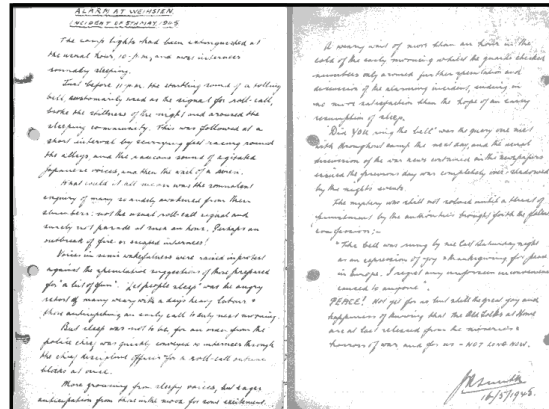 ALARM AT WEIHSIEN
INCIDENT OF 5TH MAY, 1945
The camp lights had been extinguished at
the usual hour, 10 p.m., and most internees
soundly sleeping.
Just before 11 p.m. the startling sound of a tolling
bell, customarily used as the signal for roll-call,
broke the stillness of the night and aroused the
sleeping community. This was followed at a
short interval by scurrying feet racing round
the alleys and the raucous sound of agitated
Japanese voices, and then the wail of a siren.
What could it all mean was the somnolent
enquiry of many so rudely awakened from their
slumbers: not the usual roll-call signal and
surely not parade at such an hour. Perhaps an
outbreak of fire or escaped internees!
Voices in semi wakefulness were raised in protest
against the speculative suggestions of those prepared
for "a bit of fun". "Let people sleep" was the angry
retort of many weary with a day's heavy labour &
those anticipating an early call to duty next morning.
But sleep was not to be for an order from the
police chief was quickly conveyed to internees through
the chief discipline officer for a roll-call outside
blocks at once.
More groaning from sleepy voices, but eager
anticipation from those in the mood for some excitement.
A weary wait of more than an hour in the
cold of the early morning whilst the guards checked
numbers only aroused further speculation and
discussion of the alarming incident, ending in
no more satisfaction than the hope of an early
resumption of sleep.
"Did YOU ring the bell" was the query one met
with throughout camp the next day, and the usual
discussion of the war news contained in the newspapers
issued the previous day was completely over-shadowed
by the night's events.
The mystery was still not solved until a threat of
punishment by the authorities brought forth the following
confession:-
"The bell was rung by me last Saturday night
as an expression of joy & thanksgiving for peace
in Europe. I regret any unforeseen inconvenience
caused to anyone".
PEACE! Not yet for us but still the great joy and
happiness of knowing that the Old Folks at Home
are at last released from the miseries &
horrors of war and for us - NOT LONG NOW.
16/5/1945